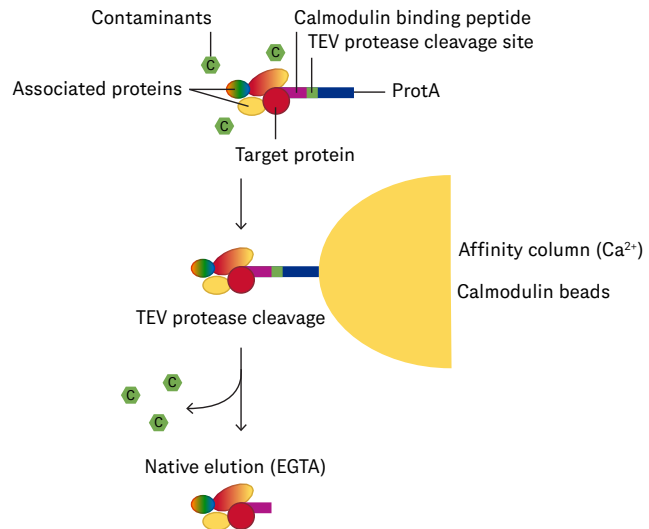 Contaminants
Calmodulin binding peptide
TEV protease cleavage site
C
C
Associated proteins
ProtA
C
Target protein
Affinity column (Ca²⁺)
Calmodulin beads
TEV protease cleavage
C
C
C
Native elution (EGTA)